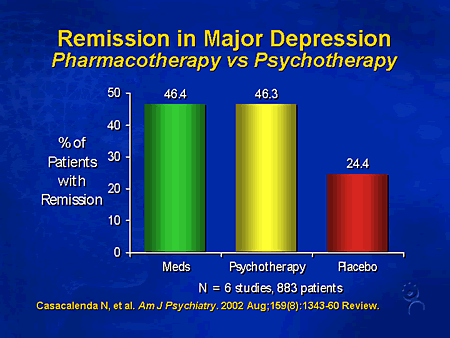 Remission in Major Depression
Pharmacotherapy vs Psychotherapy
50
40
30
20
10
0
% of
Patients
with
Remission
46.4
46.3
24.4
Meds
Psychotherapy
Placebo
N = 6 studies, 883 patients
Casacalenda N, et al. Am J Psychiatry. 2002 Aug;159(8):1343-60 Review.